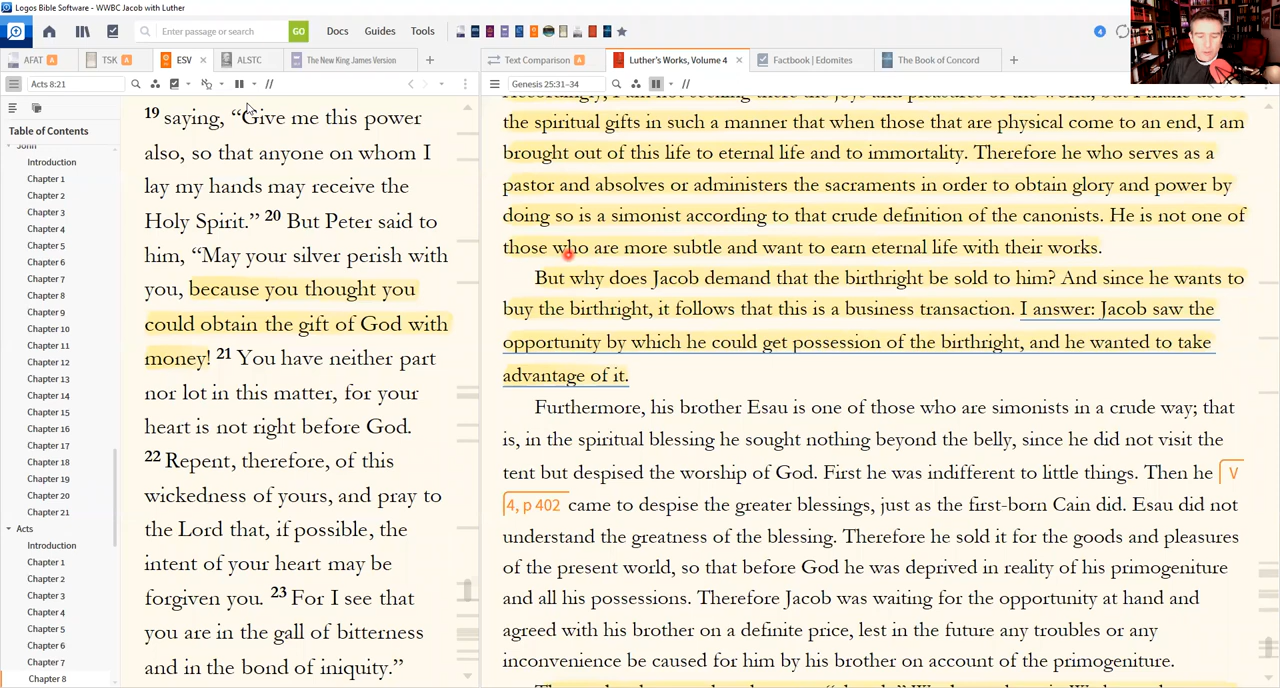 Logos Bible Software - WWBC Jacob with Luther
Enter passage or search
GO
Docs
Guides
Tools
4
AFAT A
TSK A
ESV
ALSTC
The New King James Version
Text Comparison A
Luther's Works, Volume 4
Factbook | Edomites
The Book of Concord
Acts 8:21
Genesis 25:31–34
Table of Contents
John
Introduction
Chapter 1
Chapter 2
Chapter 3
Chapter 4
Chapter 5
Chapter 6
Chapter 7
Chapter 8
Chapter 9
Chapter 10
Chapter 11
Chapter 12
Chapter 13
Chapter 14
Chapter 15
Chapter 16
Chapter 17
Chapter 18
Chapter 19
Chapter 20
Chapter 21
Acts
Introduction
Chapter 1
Chapter 2
Chapter 3
Chapter 4
Chapter 5
Chapter 6
Chapter 7
Chapter 8
19 saying, “Give me this power
also, so that anyone on whom I
lay my hands may receive the
Holy Spirit.” 20 But Peter said to
him, “May your silver perish with
you, because you thought you
could obtain the gift of God with
money! 21 You have neither part
nor lot in this matter, for your
heart is not right before God.
22 Repent, therefore, of this
wickedness of yours, and pray to
the Lord that, if possible, the
intent of your heart may be
forgiven you. 23 For I see that
you are in the gall of bitterness
and in the bond of iniquity.”
the spiritual gifts in such a manner that when those that are physical come to an end, I am
brought out of this life to eternal life and to immortality. Therefore he who serves as a
pastor and absolves or administers the sacraments in order to obtain glory and power by
doing so is a simonist according to that crude definition of the canonists. He is not one of
those who are more subtle and want to earn eternal life with their works.
But why does Jacob demand that the birthright be sold to him? And since he wants to
buy the birthright, it follows that this is a business transaction. I answer: Jacob saw the
opportunity by which he could get possession of the birthright, and he wanted to take
advantage of it.
Furthermore, his brother Esau is one of those who are simonists in a crude way; that
is, in the spiritual blessing he sought nothing beyond the belly, since he did not visit the
tent but despised the worship of God. First he was indifferent to little things. Then he V
4, p 402 came to despise the greater blessings, just as the first-born Cain did. Esau did not
understand the greatness of the blessing. Therefore he sold it for the goods and pleasures
of the present world, so that before God he was deprived in reality of his primogeniture
and all his possessions. Therefore Jacob was waiting for the opportunity at hand and
agreed with his brother on a definite price, lest in the future any troubles or any
inconvenience be caused for him by his brother on account of the primogeniture.